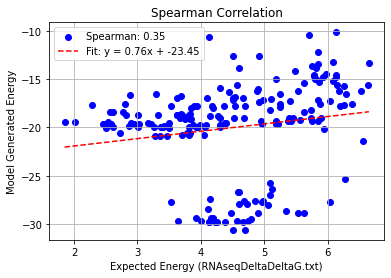 Spearman Correlation
Spearman: 0.35
Fit: y = 0.76x + -23.45
Model Generated Energy
−10
−15
−20
−25
−30
2 3 4 5 6
Expected Energy (RNAseqDeltaDeltaG.txt)